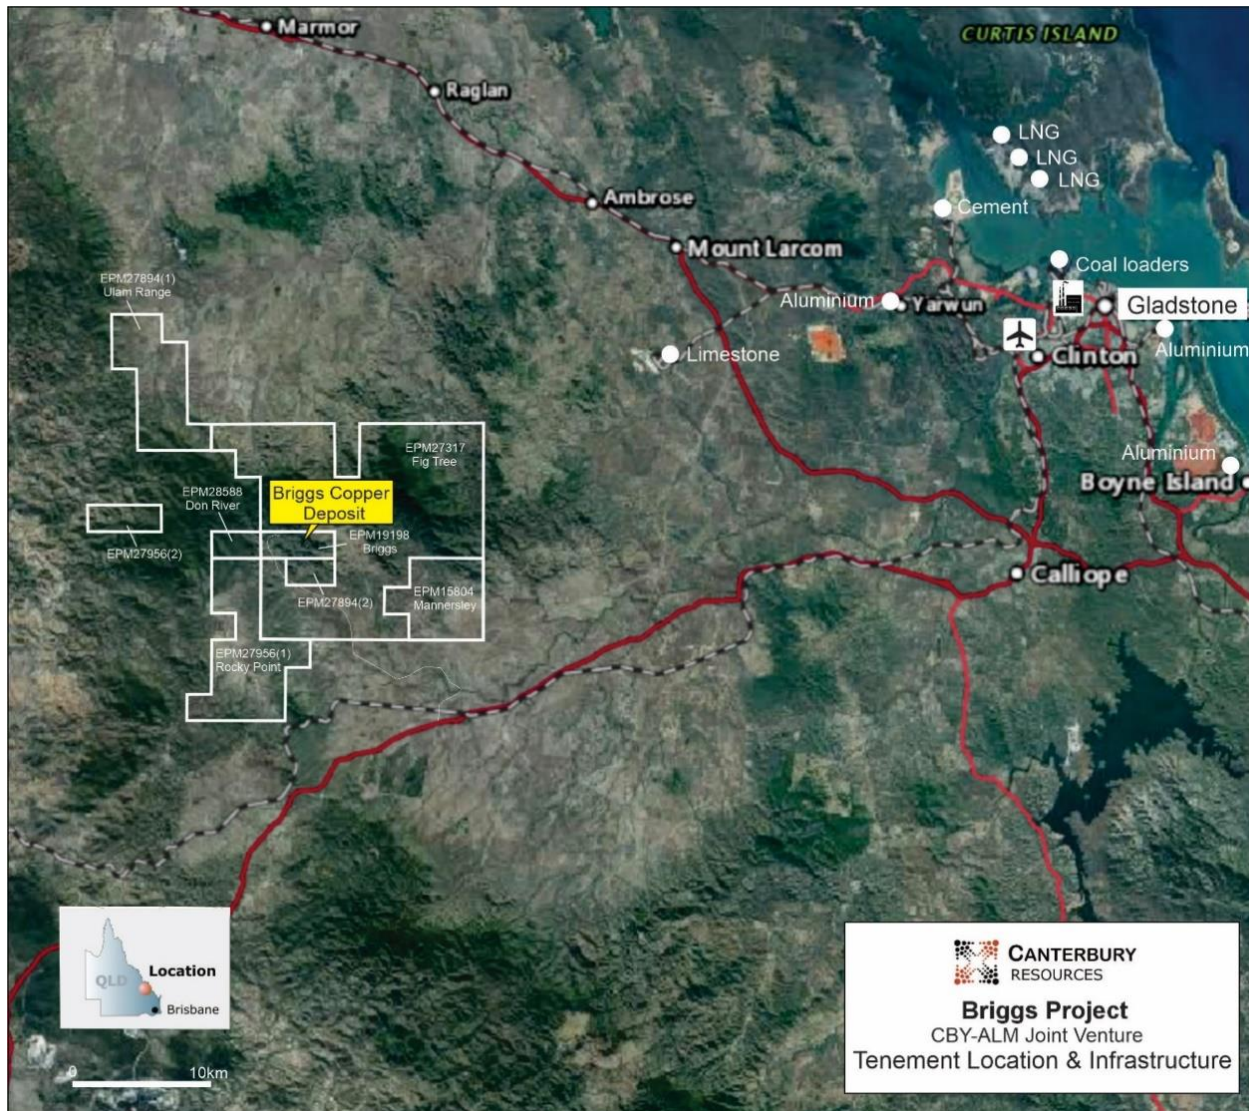 Marmor
CURTIS ISLAND
Raglan
LNG
LNG
LNG
Ambrose
Cement
Mount Larcom
Coal loaders
EPM27894(1)
Ulam Range
Aluminium
Yarwun
Gladstone
Limestone
Clinton
Aluminium
EPM27317
Fig Tree
Aluminium
Boyne Island
EPM28588
Don River
Briggs Copper
Deposit
EPM27956(2)
EPM19198
Briggs
Calliope
EPM27894(2)
EPM15804
Mannersley
EPM27956(1)
Rocky Point
QLD
Location
Brisbane
0 10km
CANTERBURY
RESOURCES
Briggs Project
CBY-ALM Joint Venture
Tenement Location & Infrastructure